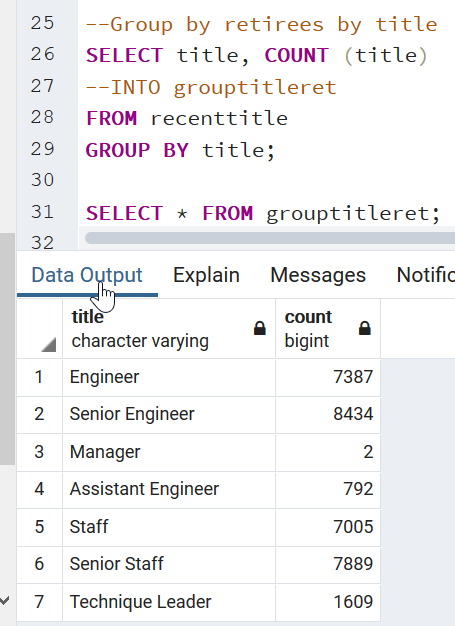 25 --Group by retirees by title
26 SELECT title, COUNT (title)
27 --INTO grouptitleret
28 FROM recenttitle
29 GROUP BY title;
30
31 SELECT * FROM grouptitleret;
32
Data Output Explain Messages Notific
title count
character varying bigint
1 Engineer 7387
2 Senior Engineer 8434
3 Manager 2
4 Assistant Engineer 792
5 Staff 7005
6 Senior Staff 7889
7 Technique Leader 1609